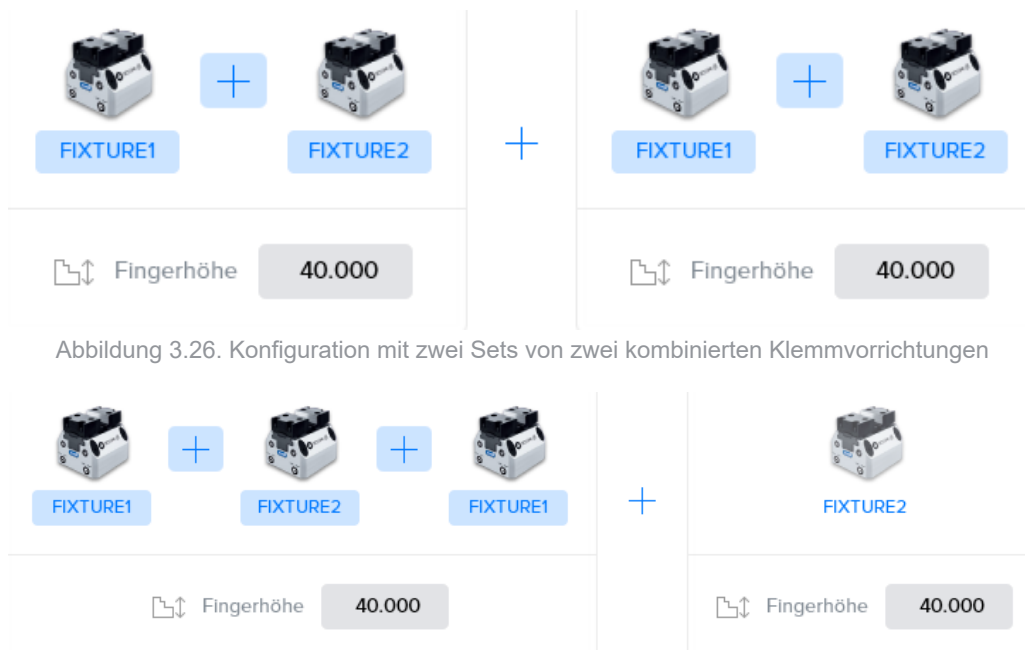 FIXTURE1 FIXTURE2 FIXTURE1 FIXTURE2
Fingerhöhe 40.000 Fingerhöhe 40.000
Abbildung 3.26. Konfiguration mit zwei Sets von zwei kombinierten Klemmvorrichtungen
FIXTURE1 FIXTURE2 FIXTURE1 FIXTURE2
Fingerhöhe 40.000 Fingerhöhe 40.000